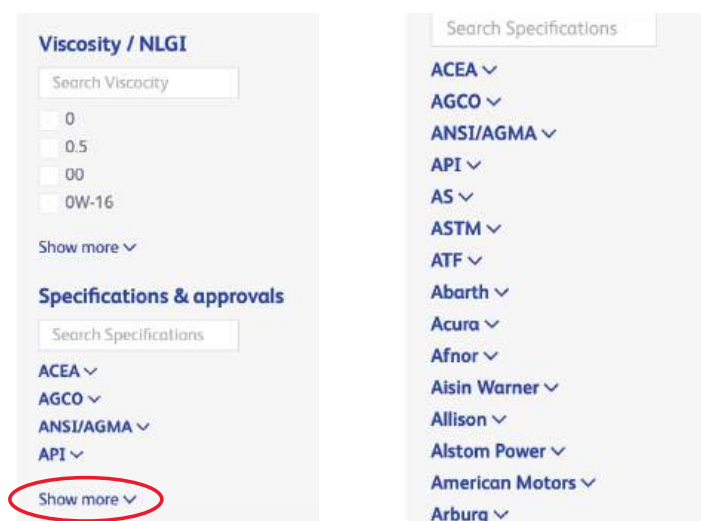 Viscosity / NLGI
Search Viscocity
0
0.5
00
0W-16
Show more
Specifications & approvals
Search Specifications
ACEA
AGCO
ANSI/AGMA
API
Show more
Search Specifications
ACEA
AGCO
ANSI/AGMA
API
AS
ASTM
ATF
Abarth
Acura
Afnor
Aisin Warner
Allison
Alstom Power
American Motors
Arburg